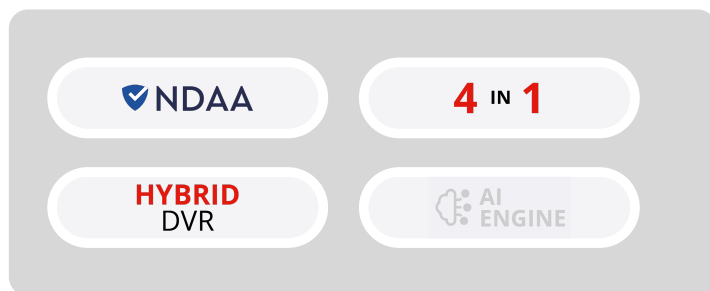 NDAA
4 IN 1
HYBRID
DVR
AI
ENGINE